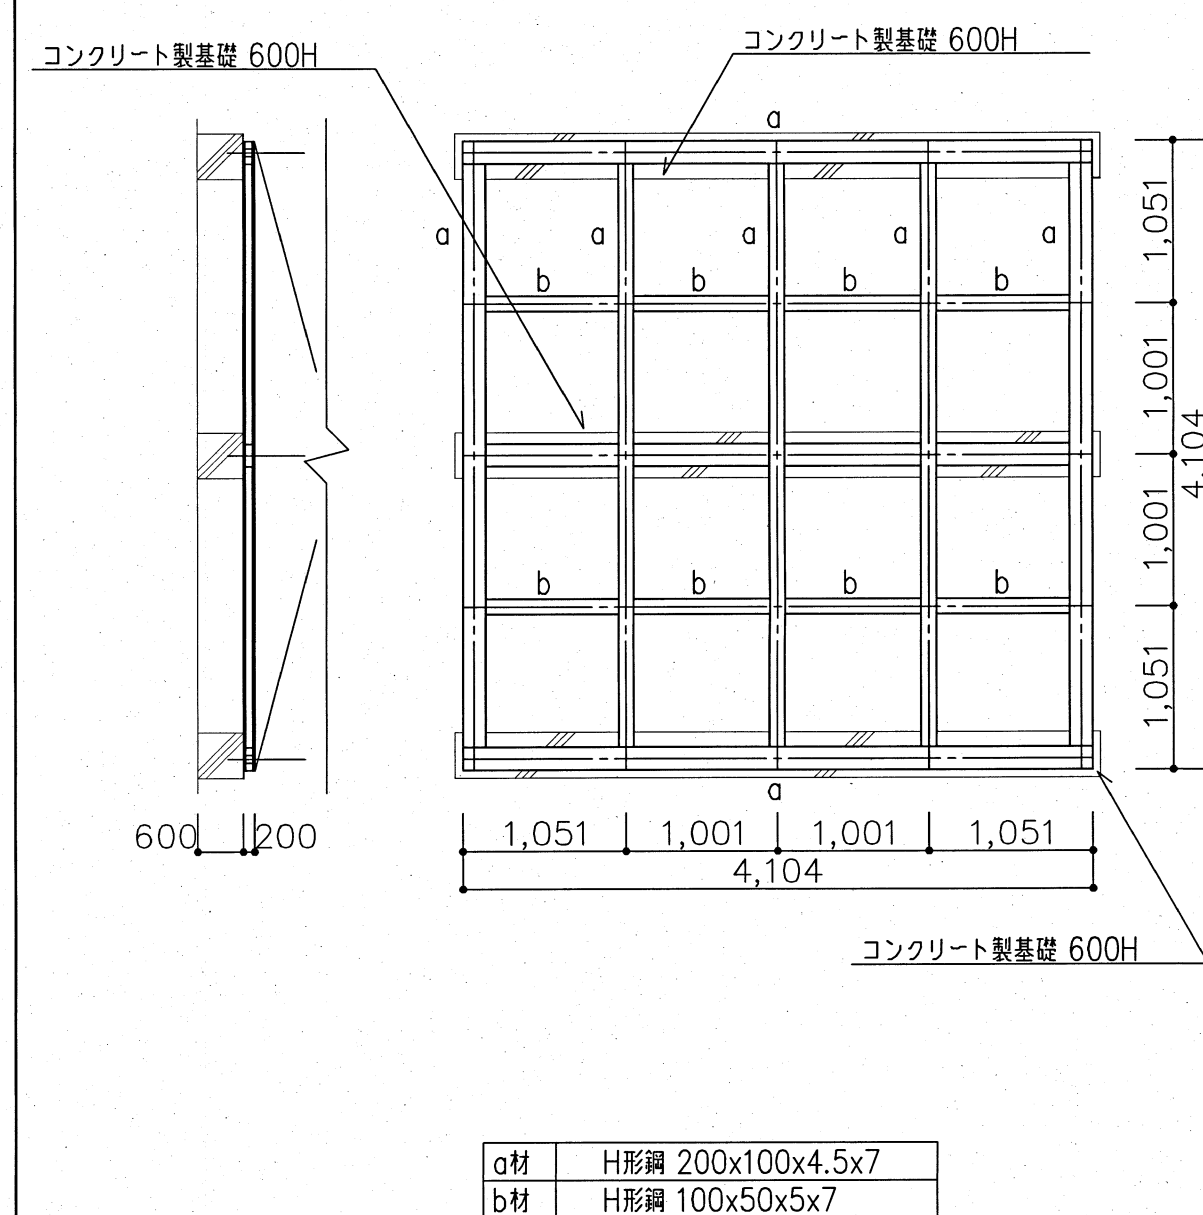 コンクリート製基礎 600H
コンクリート製基礎 600H
a
a a a a a
b b b b
b b b b
a
1,051
1,001
1,001
1,051
4,104
600 200
1,051 1,001 1,001 1,051
4,104
コンクリート製基礎 600H
a材 H形鋼 200x100x4.5x7
b材 H形鋼 100x50x5x7